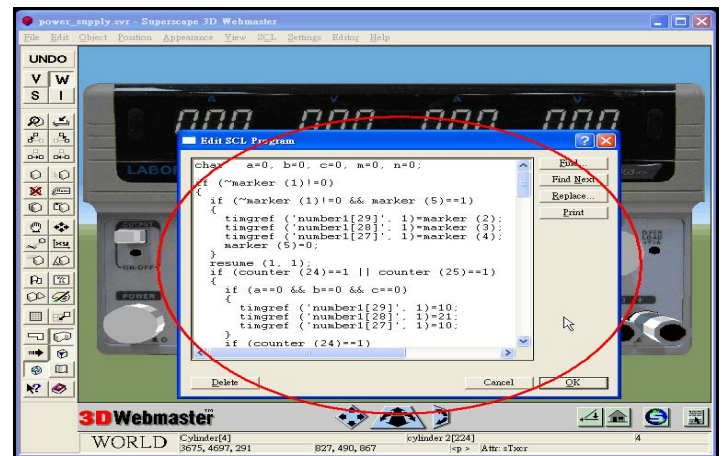 power_supply.svr - Superscape 3D Webmaster
File Edit Object Position Appearance View SCL Settings Editor Help
UNDO
V W
S I
A V A V
000 000 000 000
LABO
Edit SCL Program
char a=0, b=0, c=0, m=0, n=0;
if (~marker (1)!=0)
{
if (~marker (1)!=0 && marker (5)==1)
{
timgref ('number1[29]', 1)=marker (2);
timgref ('number1[28]', 1)=marker (3);
timgref ('number1[27]', 1)=marker (4);
marker (5)=0;
}
resume (1, 1);
if (counter (24)==1 || counter (25)==1)
{
if (a==0 && b==0 && c==0)
{
timgref ('number1[29]', 1)=10;
timgref ('number1[28]', 1)=21;
timgref ('number1[27]', 1)=10;
}
if (counter (24)==1)
Find...
Find Next
Replace...
Print
Delete
Cancel
OK
OUTPUT
ON-OFF
POWER
OVER
LOAD
3D Webmaster
WORLD
Cylinder[4]
3675, 4697, 291
827, 490, 867
cylinder 2[224]
<p > Attr: sTxcr
4